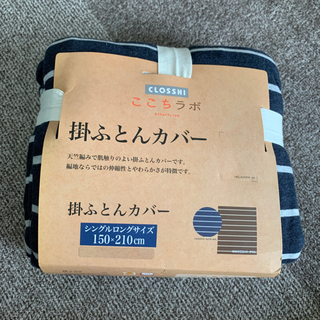 CLOSSHI
ここちラボ
掛ふとんカバー
天竺編みで肌触りのよい掛ふとんカバーです。
編地ならではの伸縮性とやわらかさが特徴です。
掛ふとんカバー
シングルロングサイズ
150×210cm